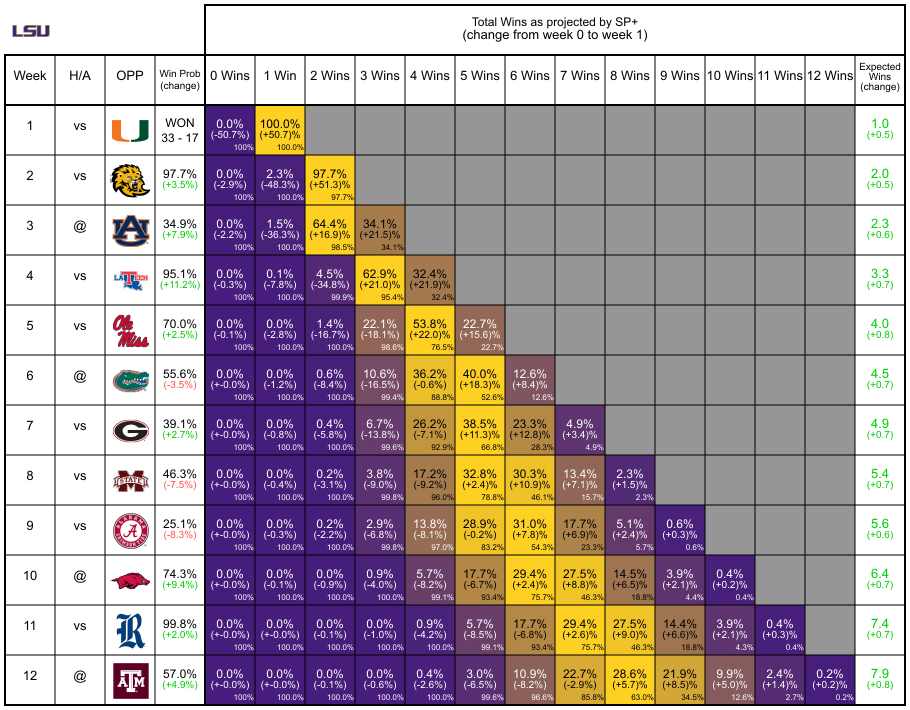 LSU
Total Wins as projected by SP+
(change from week 0 to week 1)
Week H/A OPP Win Prob (change) 0 Wins 1 Win 2 Wins 3 Wins 4 Wins 5 Wins 6 Wins 7 Wins 8 Wins 9 Wins 10 Wins 11 Wins 12 Wins Expected Wins (change)
1 vs U WON 0.0% 100.0% 1.0
33 - 17 (-50.7%) (+50.7)% (+0.5)
100% 100.0%
2 vs 97.7% 0.0% 2.3% 97.7% 2.0
(+3.5%) (-2.9%) (-48.3%) (+51.3)% (+0.5)
100% 100.0% 97.7%
3 @ AU 34.9% 0.0% 1.5% 64.4% 34.1% 2.3
(+7.9%) (-2.2%) (-36.3%) (+16.9)% (+21.5)% (+0.6)
100% 100.0% 98.5% 34.1%
4 vs LA TECH 95.1% 0.0% 0.1% 4.5% 62.9% 32.4% 3.3
(+11.2%) (-0.3%) (-7.8%) (-34.8%) (+21.0)% (+21.9)% (+0.7)
100% 100.0% 99.9% 95.4% 32.4%
5 vs Ole Miss 70.0% 0.0% 0.0% 1.4% 22.1% 53.8% 22.7% 4.0
(+2.5%) (-0.1%) (-2.8%) (-16.7%) (-18.1%) (+22.0)% (+15.6)% (+0.8)
100% 100.0% 100.0% 98.6% 76.5% 22.7%
6 @ Gators 55.6% 0.0% 0.0% 0.6% 10.6% 36.2% 40.0% 12.6% 4.5
(-3.5%) (+-0.0%) (-1.2%) (-8.4%) (-16.5%) (-0.6%) (+18.3)% (+8.4)% (+0.7)
100% 100.0% 100.0% 99.4% 88.8% 52.6% 12.6%
7 vs G 39.1% 0.0% 0.0% 0.4% 6.7% 26.2% 38.5% 23.3% 4.9% 4.9
(+2.7%) (+-0.0%) (-0.8%) (-5.8%) (-13.8%) (-7.1%) (+11.3)% (+12.8)% (+3.4)% (+0.7)
100% 100.0% 100.0% 99.6% 92.9% 66.8% 28.3% 4.9%
8 vs M STATE 46.3% 0.0% 0.0% 0.2% 3.8% 17.2% 32.8% 30.3% 13.4% 2.3% 5.4
(-7.5%) (+-0.0%) (-0.4%) (-3.1%) (-9.0%) (-9.2%) (+2.4)% (+10.9)% (+7.1)% (+1.5)% (+0.7)
100% 100.0% 100.0% 99.8% 96.0% 78.8% 46.1% 15.7% 2.3%
9 vs ALABAMA A 25.1% 0.0% 0.0% 0.2% 2.9% 13.8% 28.9% 31.0% 17.7% 5.1% 0.6% 5.6
(-8.3%) (+-0.0%) (-0.3%) (-2.2%) (-6.8%) (-8.1%) (-0.2%) (+7.8)% (+6.9)% (+2.4)% (+0.3)% (+0.6)
100% 100.0% 100.0% 99.8% 97.0% 83.2% 54.3% 23.3% 5.7% 0.6%
10 @ 74.3% 0.0% 0.0% 0.0% 0.9% 5.7% 17.7% 29.4% 27.5% 14.5% 3.9% 0.4% 6.4
(+9.4%) (+-0.0%) (-0.1%) (-0.9%) (-4.0%) (-8.2%) (-6.7%) (+2.4)% (+8.8)% (+6.5)% (+2.1)% (+0.2)% (+0.7)
100% 100.0% 100.0% 100.0% 99.1% 93.4% 75.7% 46.3% 18.8% 4.4% 0.4%
11 vs R 99.8% 0.0% 0.0% 0.0% 0.0% 0.9% 5.7% 17.7% 29.4% 27.5% 14.4% 3.9% 0.4% 7.4
(+2.0%) (+-0.0%) (+-0.0%) (-0.1%) (-1.0%) (-4.2%) (-8.5%) (-6.8%) (+2.6)% (+9.0)% (+6.6)% (+2.1)% (+0.3)% (+0.7)
100% 100.0% 100.0% 100.0% 100.0% 99.1% 93.4% 75.7% 46.3% 18.8% 4.3% 0.4%
12 @ ATM 57.0% 0.0% 0.0% 0.0% 0.0% 0.4% 3.0% 10.9% 22.7% 28.6% 21.9% 9.9% 2.4% 0.2% 7.9
(+4.9%) (+-0.0%) (+-0.0%) (-0.1%) (-0.6%) (-2.6%) (-6.5%) (-8.2%) (-2.9%) (+5.7)% (+8.5)% (+5.0)% (+1.4)% (+0.2)% (+0.8)
100% 100.0% 100.0% 100.0% 100.0% 99.6% 96.6% 85.8% 63.0% 34.5% 12.6% 2.7% 0.2%